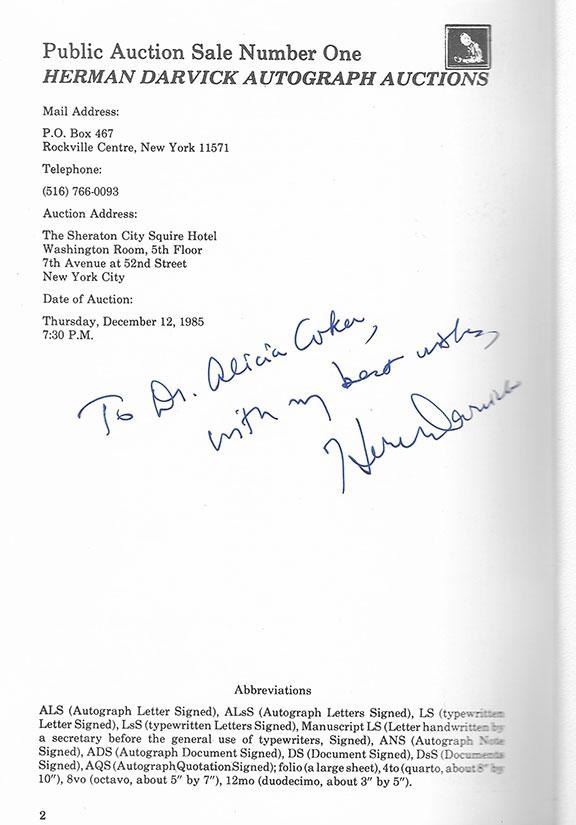 Public Auction Sale Number One
HERMAN DARVICK AUTOGRAPH AUCTIONS
Mail Address:
P.O. Box 467
Rockville Centre, New York 11571
Telephone:
(516) 766-0093
Auction Address:
The Sheraton City Squire Hotel
Washington Room, 5th Floor
7th Avenue at 52nd Street
New York City
Date of Auction:
Thursday, December 12, 1985
7:30 P.M.
To Dr. Alicia Coker,
with my best wishes,
Herman Darvick
Abbreviations
ALS (Autograph Letter Signed), ALsS (Autograph Letters Signed), LS (typewritten
Letter Signed), LsS (typewritten Letters Signed), Manuscript LS (Letter handwritten by
a secretary before the general use of typewriters, Signed), ANS (Autograph Note
Signed), ADS (Autograph Document Signed), DS (Document Signed), DsS (Documents
Signed), AQS (Autograph Quotation Signed); folio (a large sheet), 4to (quarto, about 8" by
10"), 8vo (octavo, about 5" by 7"), 12mo (duodecimo, about 3" by 5").
2